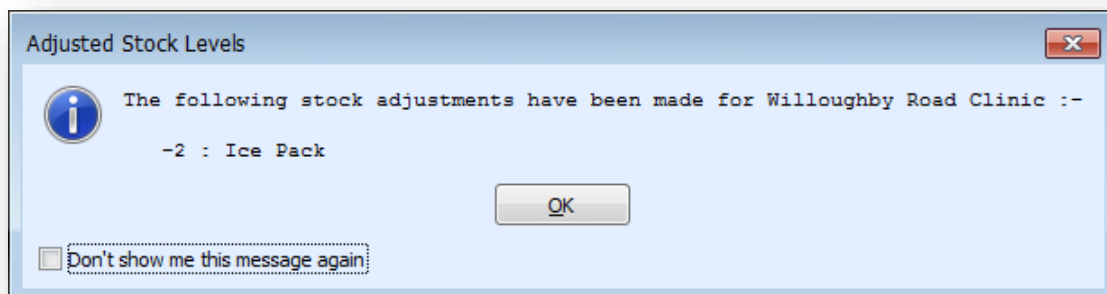 Adjusted Stock Levels
The following stock adjustments have been made for Willoughby Road Clinic :-
-2 : Ice Pack
OK
Don't show me this message again